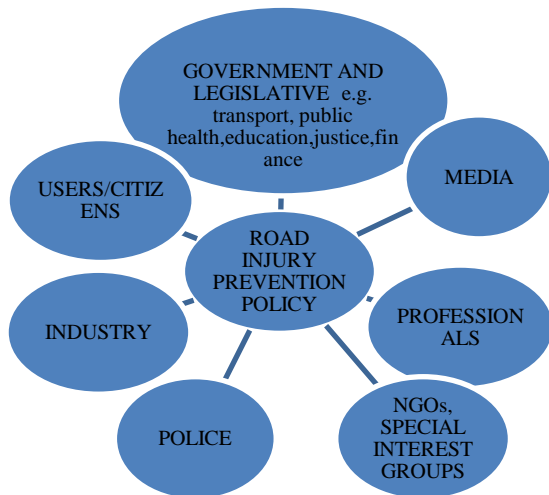 GOVERNMENT AND
LEGISLATIVE e.g.
transport, public
health,education,justice,fin
ance
MEDIA
USERS/CITIZ
ENS
ROAD
INJURY
PREVENTION
POLICY
INDUSTRY
PROFESSION
ALS
POLICE
NGOs,
SPECIAL
INTEREST
GROUPS